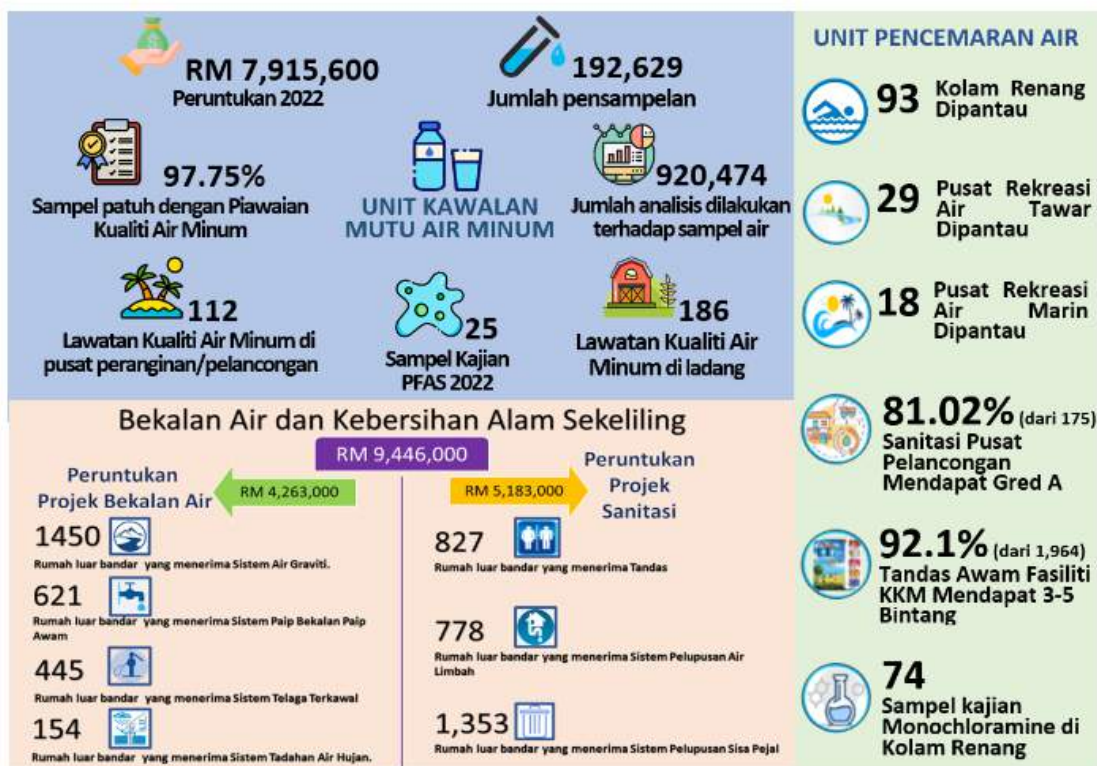 RM 7,915,600
Peruntukan 2022
192,629
Jumlah pensampelan
97.75%
Sampel patuh dengan Piawaian
Kualiti Air Minum
UNIT KAWALAN
MUTU AIR MINUM
920,474
Jumlah analisis dilakukan
terhadap sampel air
112
Lawatan Kualiti Air Minum di
pusat peranginan/pelancongan
25
Sampel Kajian
PFAS 2022
186
Lawatan Kualiti Air
Minum di ladang
Bekalan Air dan Kebersihan Alam Sekeliling
RM 9,446,000
Peruntukan
Projek Bekalan Air
RM 4,263,000
1450
Rumah luar bandar yang menerima Sistem Air Graviti.
621
Rumah luar bandar yang menerima Sistem Paip Bekalan Paip
Awam
445
Rumah luar bandar yang menerima Sistem Telaga Terkawal
154
Rumah luar bandar yang menerima Sistem Tadahan Air Hujan.
RM 5,183,000
Peruntukan
Projek
Sanitasi
827
Rumah luar bandar yang menerima Tandas
778
Rumah luar bandar yang menerima Sistem Pelupusan Air
Limbah
1,353
Rumah luar bandar yang menerima Sistem Pelupusan Sisa Pejal
UNIT PENCEMARAN AIR
93
Kolam Renang
Dipantau
29
Pusat Rekreasi
Air Tawar
Dipantau
18
Pusat Rekreasi
Air Marin
Dipantau
81.02% (dari 175)
Sanitasi Pusat
Pelancongan
Mendapat Gred A
92.1% (dari 1,964)
Tandas Awam Fasiliti
KKM Mendapat 3-5
Bintang
74
Sampel kajian
Monochloramine di
Kolam Renang